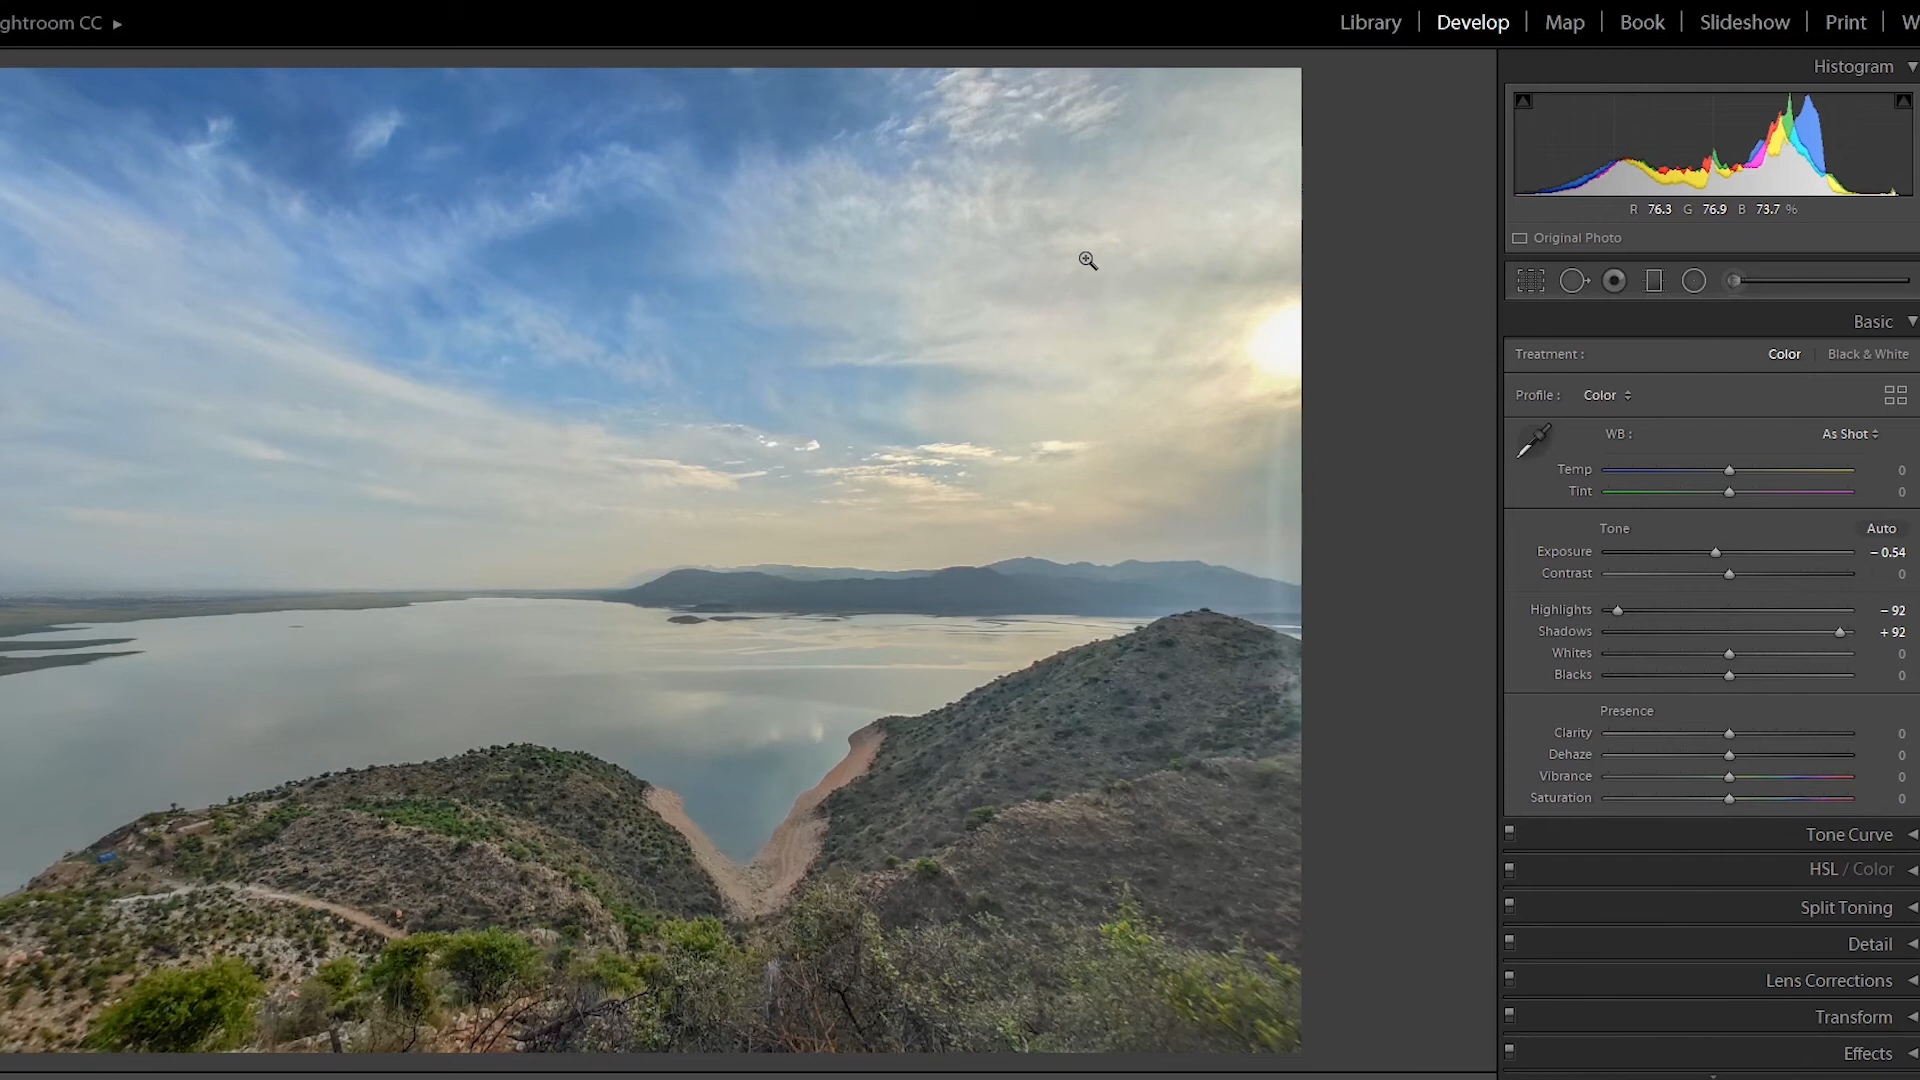 ghtroom CC
Library | Develop | Map | Book | Slideshow | Print | W
Histogram
R 76.3 G 76.9 B 73.7 %
Original Photo
Basic
Treatment : Color | Black & White
Profile : Color
WB : As Shot
Temp 0
Tint 0
Tone Auto
Exposure – 0.54
Contrast 0
Highlights – 92
Shadows + 92
Whites 0
Blacks 0
Presence
Clarity 0
Dehaze 0
Vibrance 0
Saturation 0
Tone Curve
HSL / Color
Split Toning
Detail
Lens Corrections
Transform
Effects